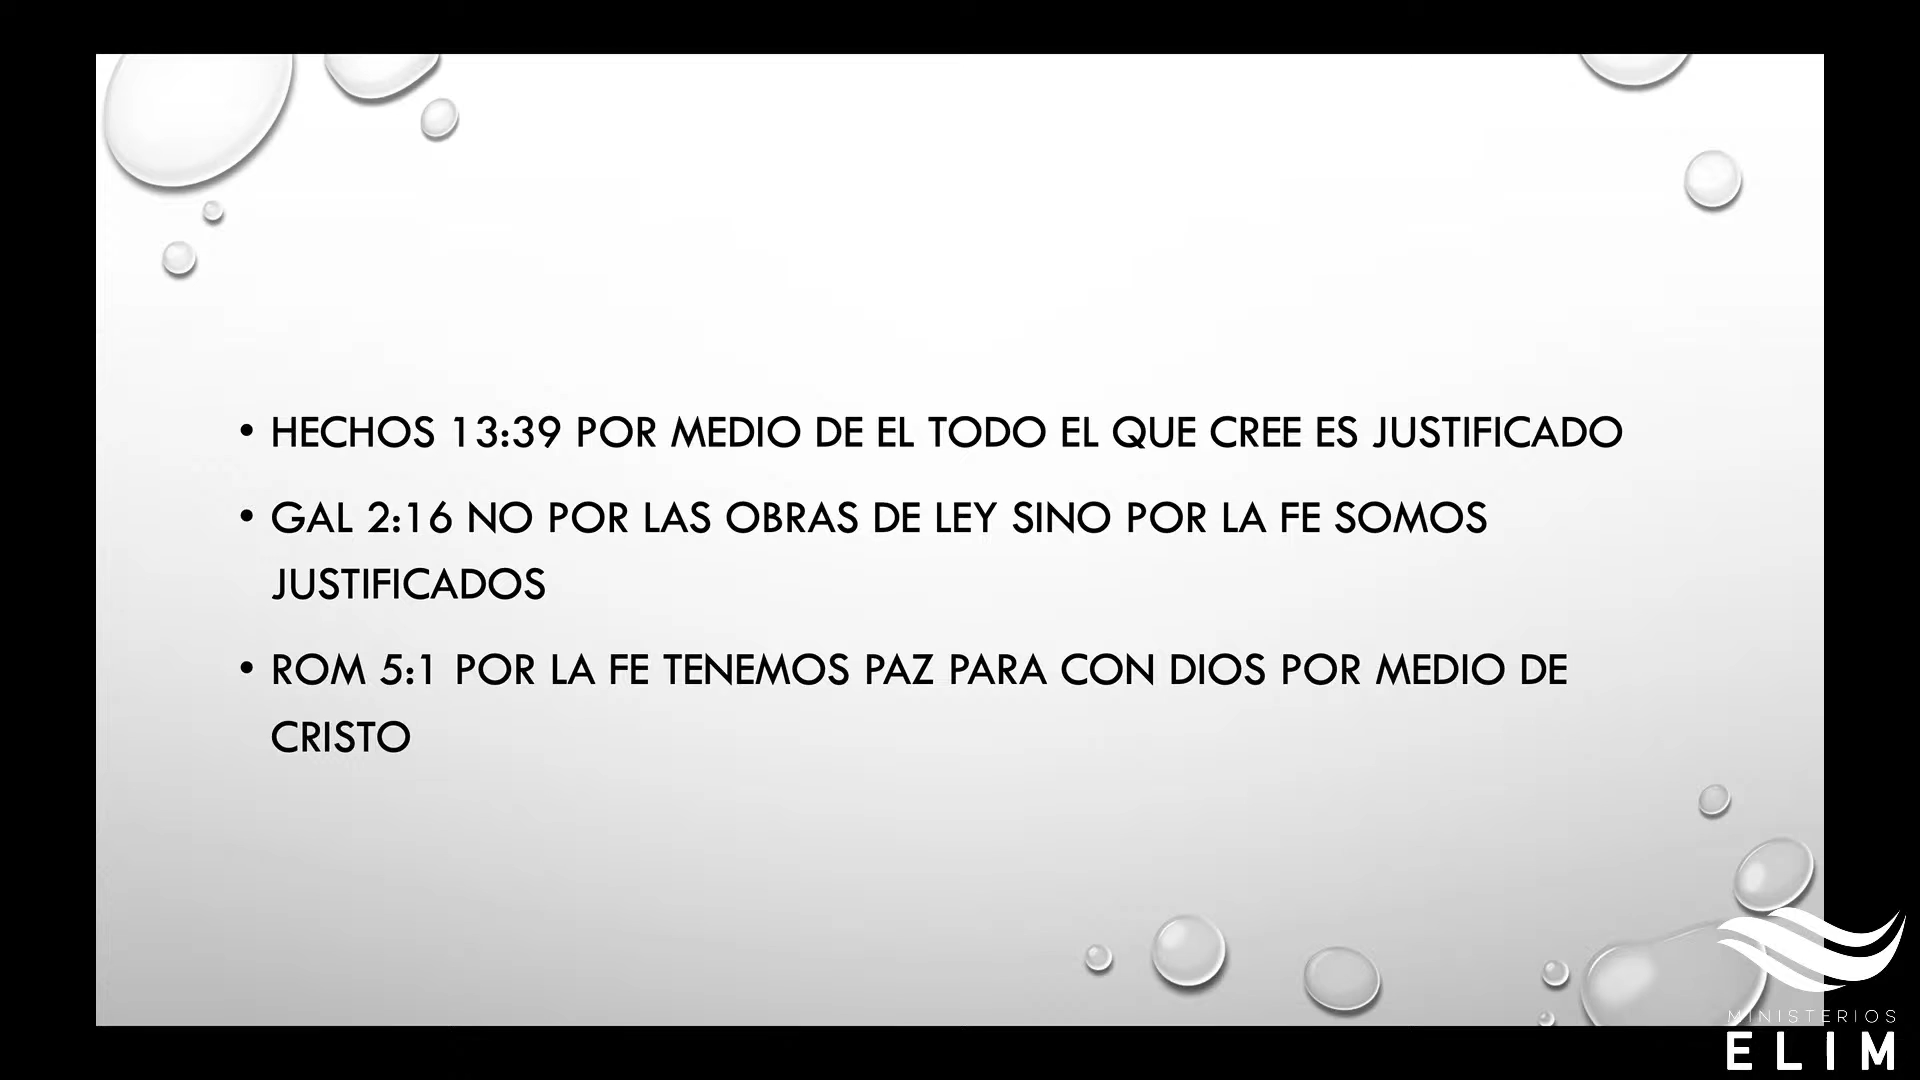 • HECHOS 13:39 POR MEDIO DE EL TODO EL QUE CREE ES JUSTIFICADO
• GAL 2:16 NO POR LAS OBRAS DE LEY SINO POR LA FE SOMOS
JUSTIFICADOS
• ROM 5:1 POR LA FE TENEMOS PAZ PARA CON DIOS POR MEDIO DE
CRISTO
MINISTERIOS
ELIM